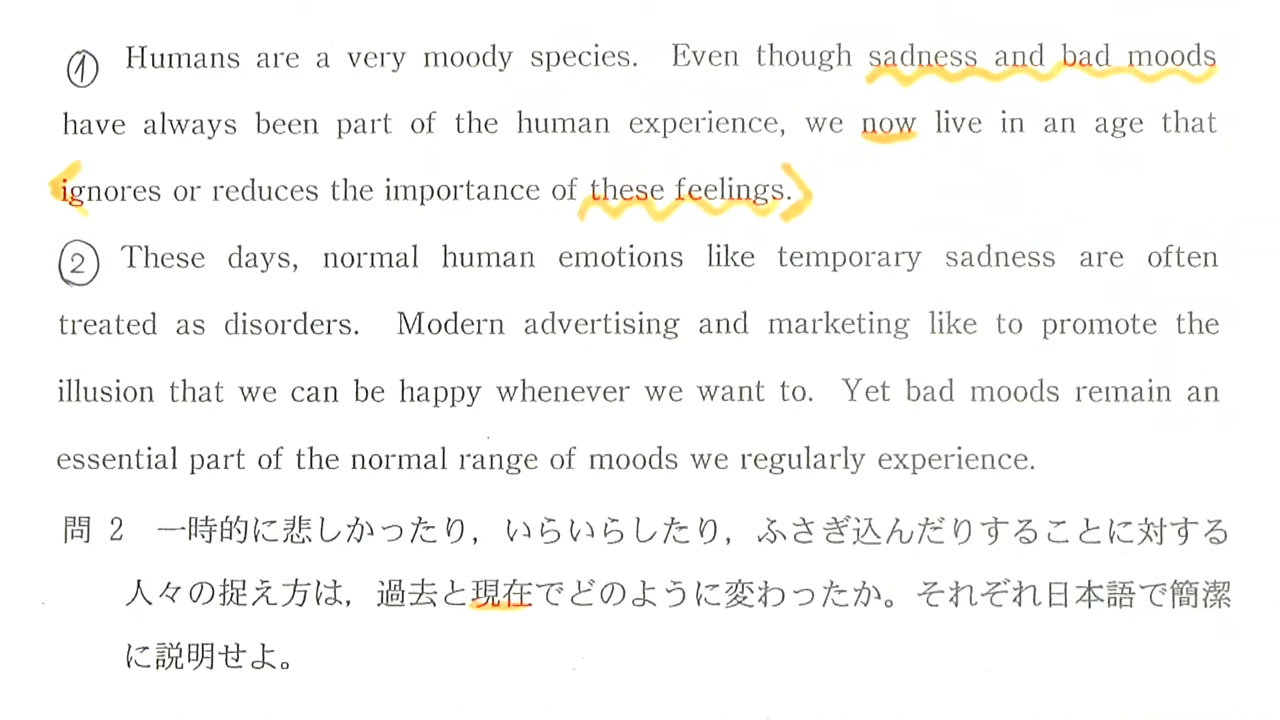 ① Humans are a very moody species. Even though sadness and bad moods
have always been part of the human experience, we now live in an age that
ignores or reduces the importance of these feelings.
② These days, normal human emotions like temporary sadness are often
treated as disorders. Modern advertising and marketing like to promote the
illusion that we can be happy whenever we want to. Yet bad moods remain an
essential part of the normal range of moods we regularly experience.
問 2 一時的に悲しかったり，いらいらしたり，ふさぎ込んだりすることに対する
人々の捉え方は，過去と現在でどのように変わったか。それぞれ日本語で簡潔
に説明せよ。